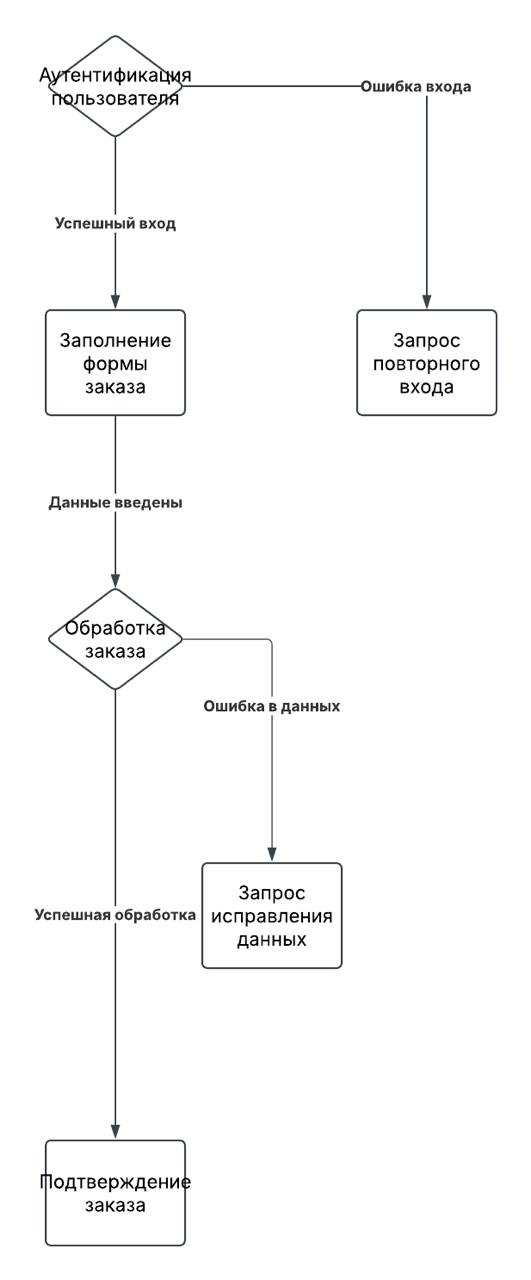 Аутентификация
пользователя
Ошибка входа
Успешный вход
Заполнение
формы
заказа
Запрос
повторного
входа
Данные введены
Обработка
заказа
Ошибка в данных
Запрос
исправления
данных
Успешная обработка
Подтверждение
заказа